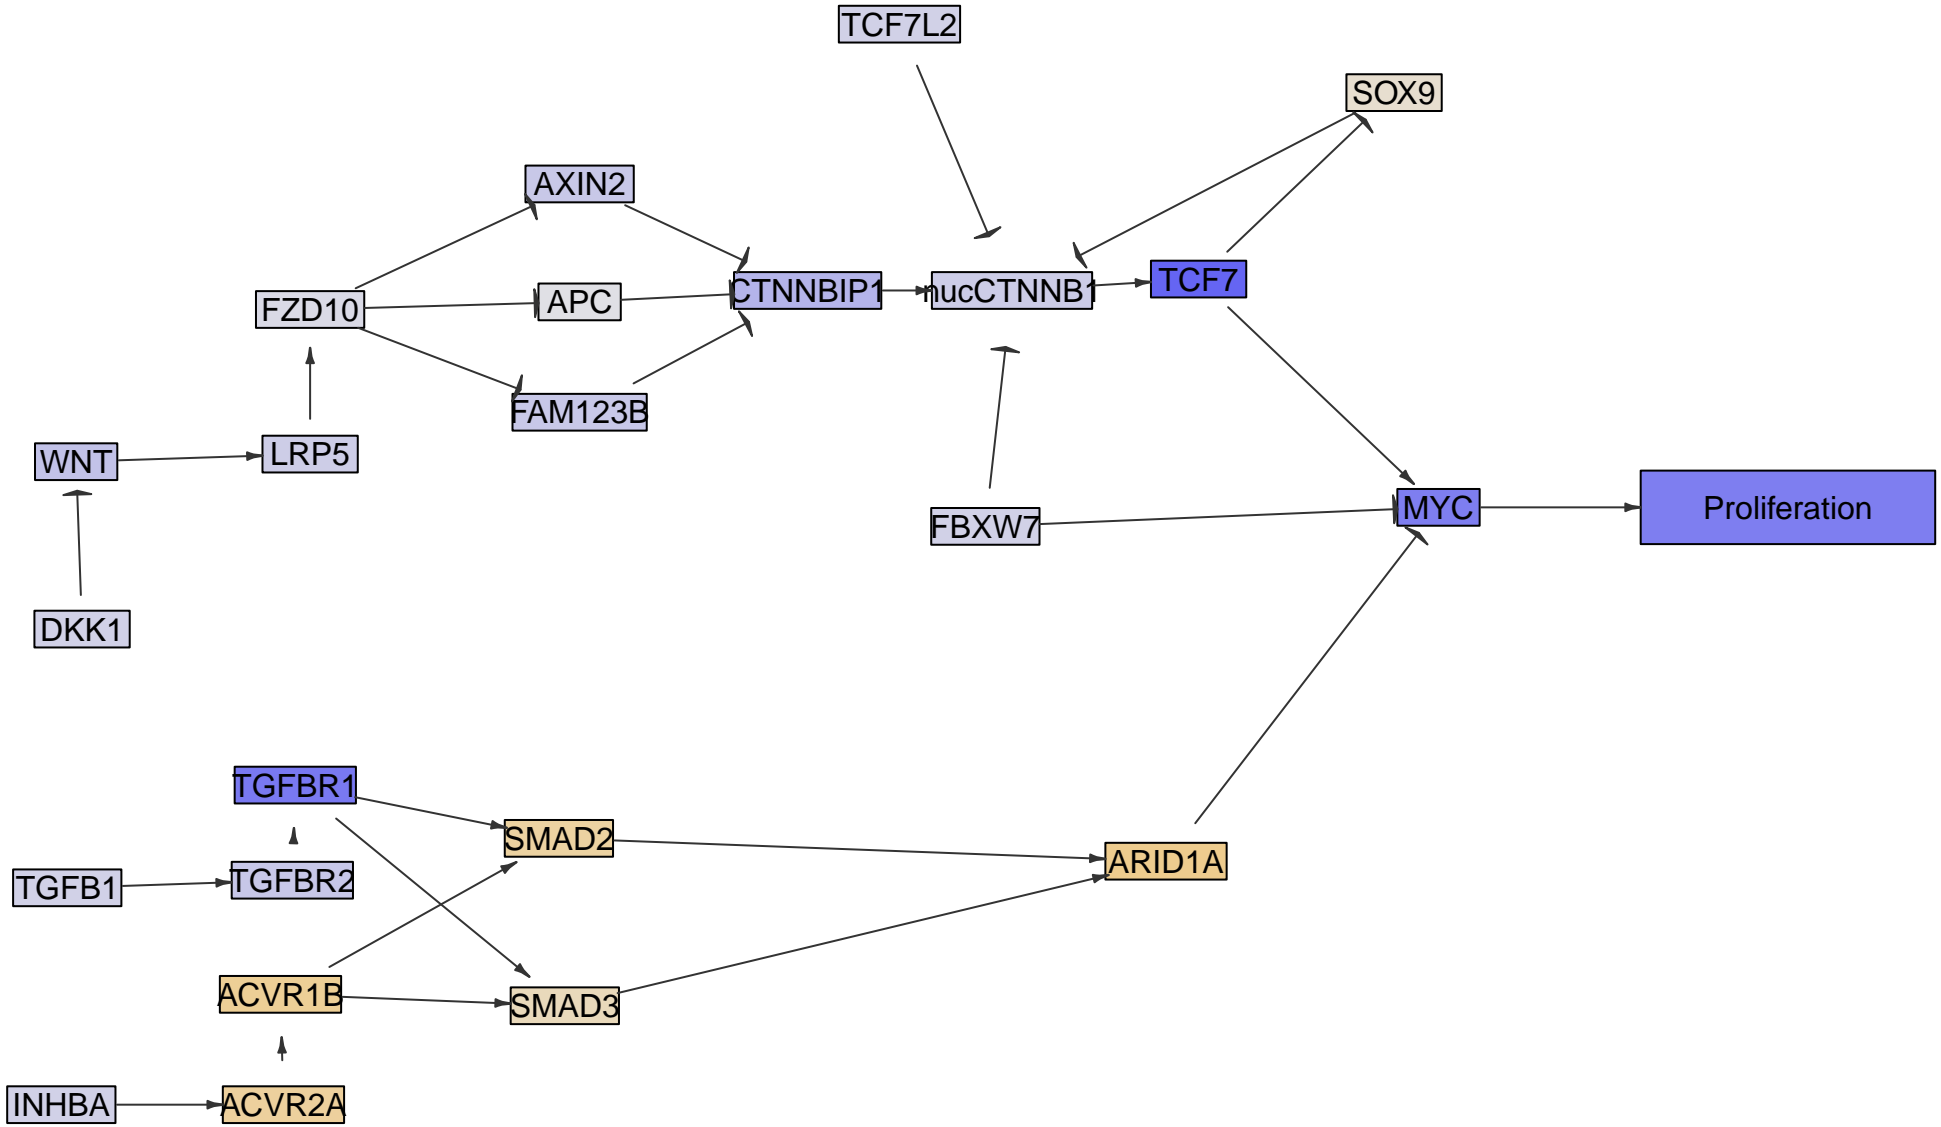 TCF7L2
SOX9
AXIN2
TCF7
CTNNBIP1
nucCTNNB1
APC
FZD10
FAM123B
LRP5
WNT
MYC
Proliferation
FBXW7
DKK1
TGFBR1
SMAD2
ARID1A
TGFBR2
TGFB1
ACVR1B
SMAD3
INHBA
ACVR2A